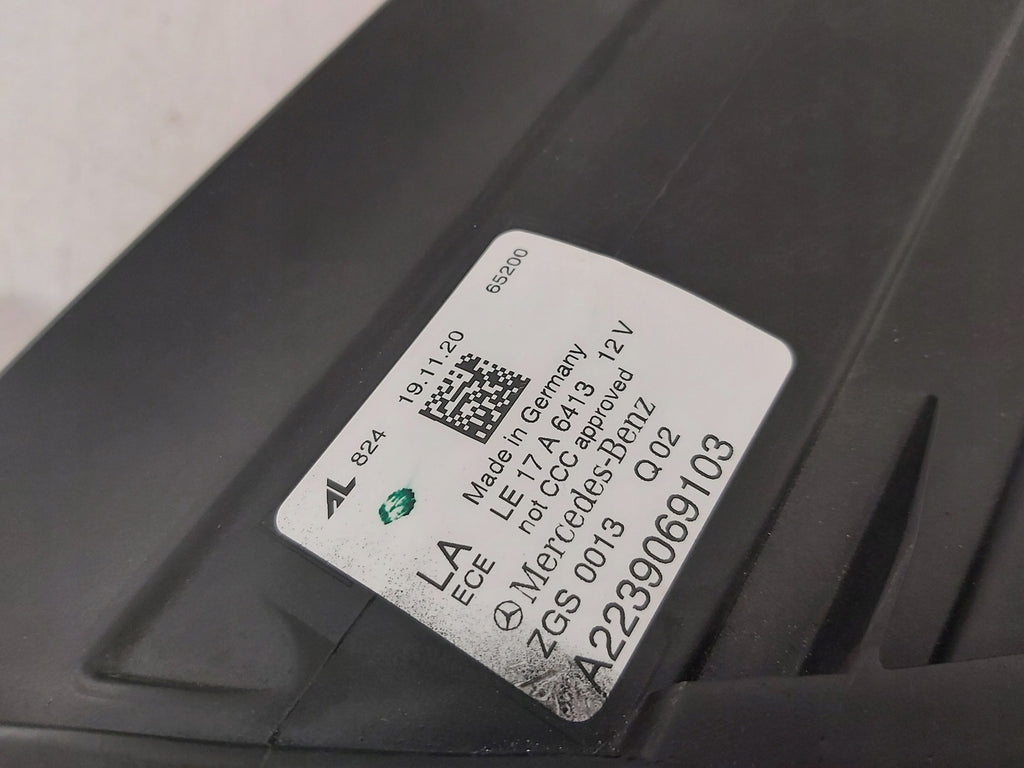 65200
19.11.20
AL 824
Made in Germany
LE 17 A 6413 12 V
not CCC approved
LA
ECE
Mercedes-Benz
ZGS 0013 Q 02
A2239069103